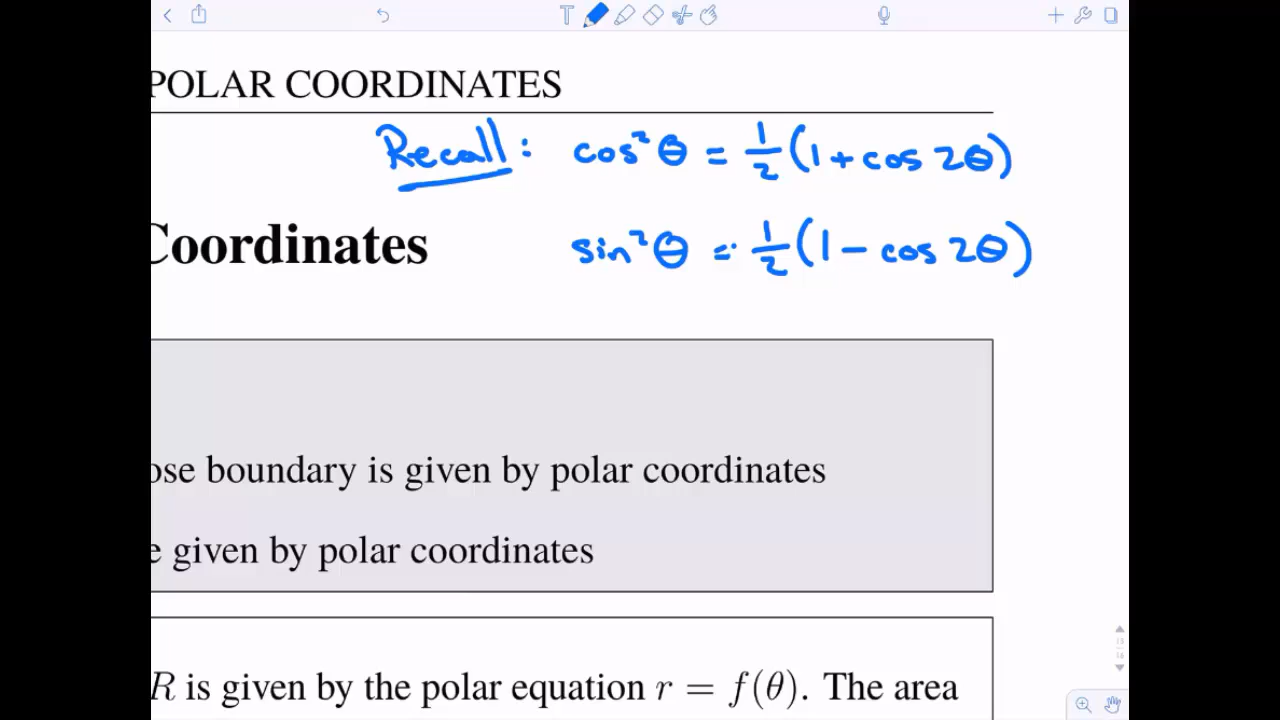 POLAR COORDINATES
Recall: cos²θ = 1/2 (1 + cos 2θ)
Coordinates
sin²θ = 1/2 (1 - cos 2θ)
ose boundary is given by polar coordinates
e given by polar coordinates
R is given by the polar equation r = f(θ). The area